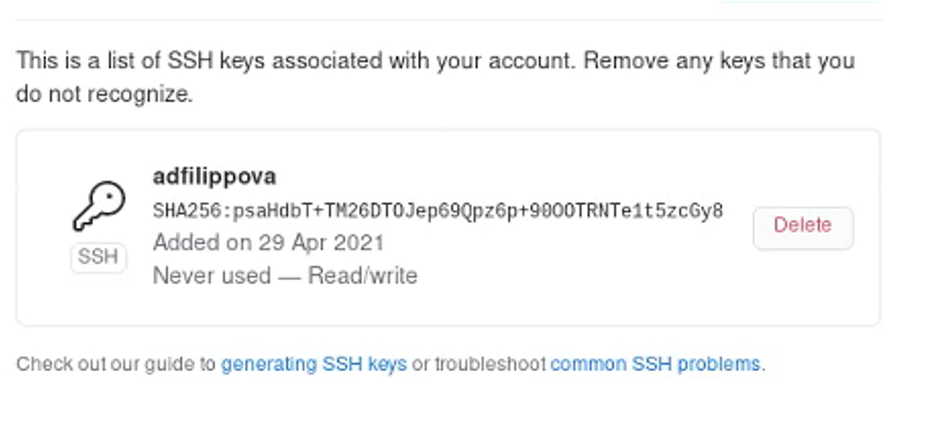 This is a list of SSH keys associated with your account. Remove any keys that you
do not recognize.
adfilippova
SHA256:psaHdbT+TM26DTOJep69Qpz6p+90OOTRNTe1t5zcGy8
Added on 29 Apr 2021
SSH
Never used — Read/write
Delete
Check out our guide to generating SSH keys or troubleshoot common SSH problems.